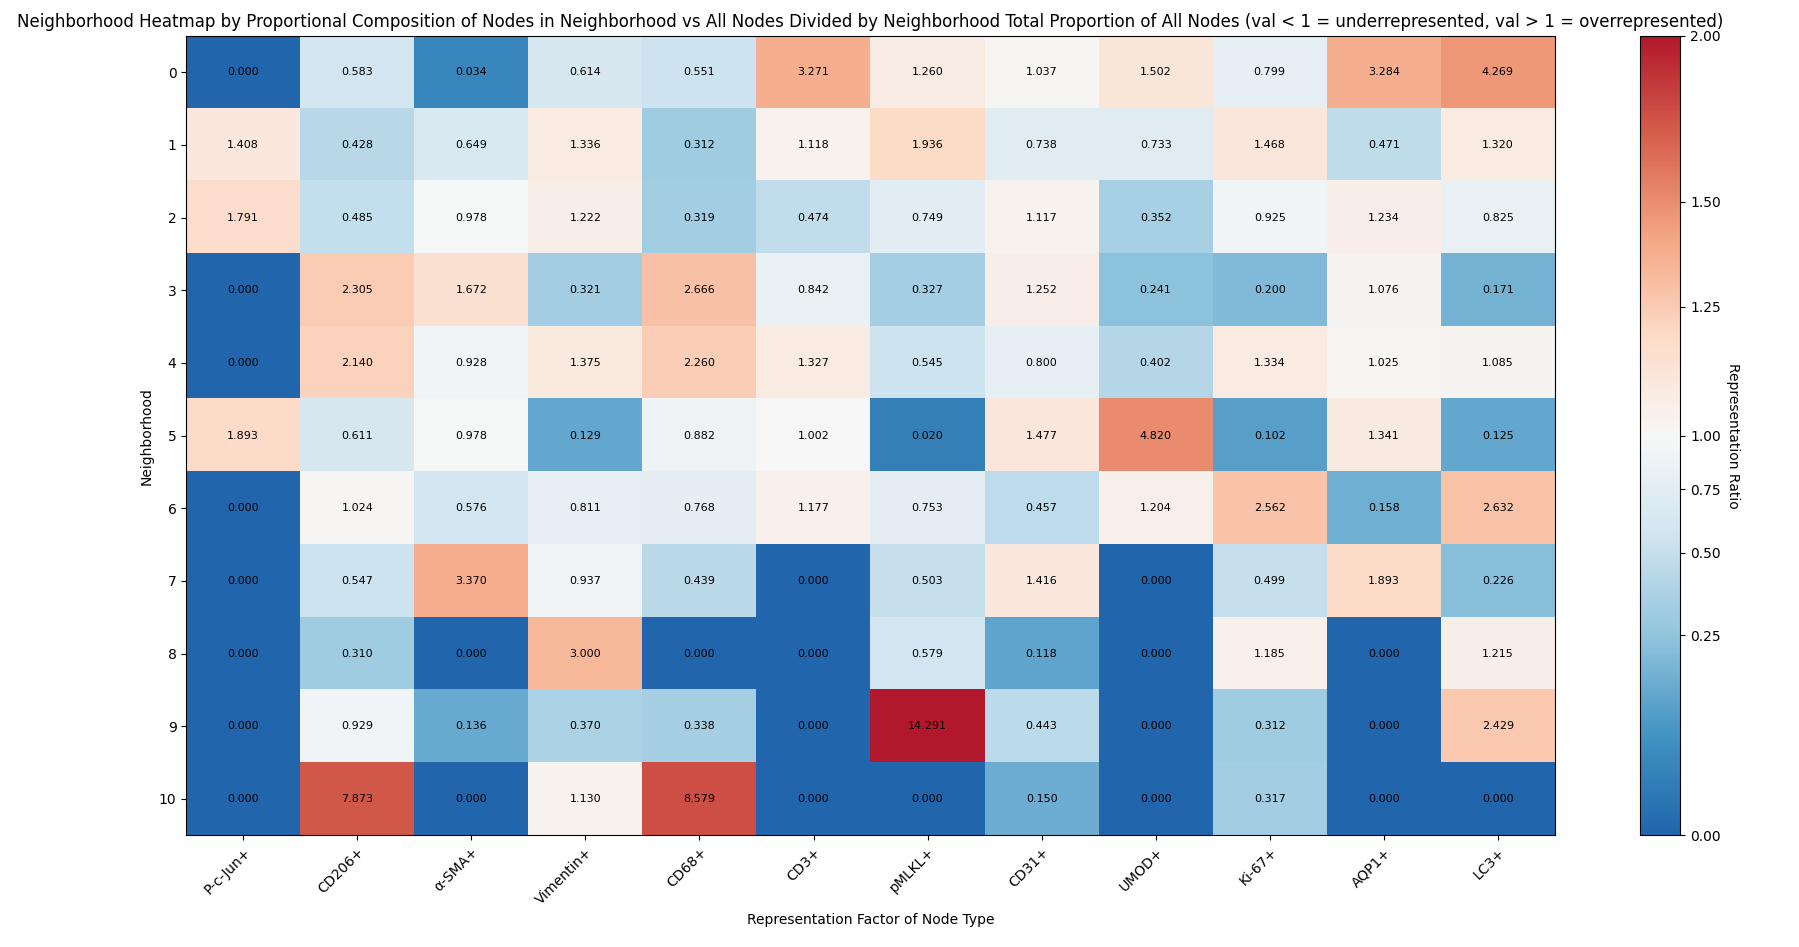 Neighborhood Heatmap by Proportional Composition of Nodes in Neighborhood vs All Nodes Divided by Neighborhood Total Proportion of All Nodes (val < 1 = underrepresented, val > 1 = overrepresented)
0 0.000 0.583 0.034 0.614 0.551 3.271 1.260 1.037 1.502 0.799 3.284 4.269
1 1.408 0.428 0.649 1.336 0.312 1.118 1.936 0.738 0.733 1.468 0.471 1.320
2 1.791 0.485 0.978 1.222 0.319 0.474 0.749 1.117 0.352 0.925 1.234 0.825
3 0.000 2.305 1.672 0.321 2.666 0.842 0.327 1.252 0.241 0.200 1.076 0.171
4 0.000 2.140 0.928 1.375 2.260 1.327 0.545 0.800 0.402 1.334 1.025 1.085
5 1.893 0.611 0.978 0.129 0.882 1.002 0.020 1.477 4.820 0.102 1.341 0.125
6 0.000 1.024 0.576 0.811 0.768 1.177 0.753 0.457 1.204 2.562 0.158 2.632
7 0.000 0.547 3.370 0.937 0.439 0.000 0.503 1.416 0.000 0.499 1.893 0.226
8 0.000 0.310 0.000 3.000 0.000 0.000 0.579 0.118 0.000 1.185 0.000 1.215
9 0.000 0.929 0.136 0.370 0.338 0.000 14.291 0.443 0.000 0.312 0.000 2.429
10 0.000 7.873 0.000 1.130 8.579 0.000 0.000 0.150 0.000 0.317 0.000 0.000
Neighborhood
P-c-Jun+ CD206+ α-SMA+ Vimentin+ CD68+ CD3+ pMLKL+ CD31+ UMOD+ Ki-67+ AQP1+ LC3+
Representation Factor of Node Type
2.00
1.50
1.25
1.00
0.75
0.50
0.25
0.00
Representation Ratio